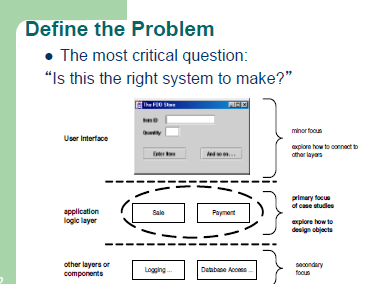 Define the Problem
The most critical question:
“Is this the right system to make?”
The FOO Store
Item ID
Quantity
Enter Item
And so on...
User Interface
minor focus
explore how to connect to
other layers
application
logic layer
Sale
Payment
primary focus
of case studies
explore how to
design objects
other layers or
components
Logging ...
Database Access ...
secondary
focus